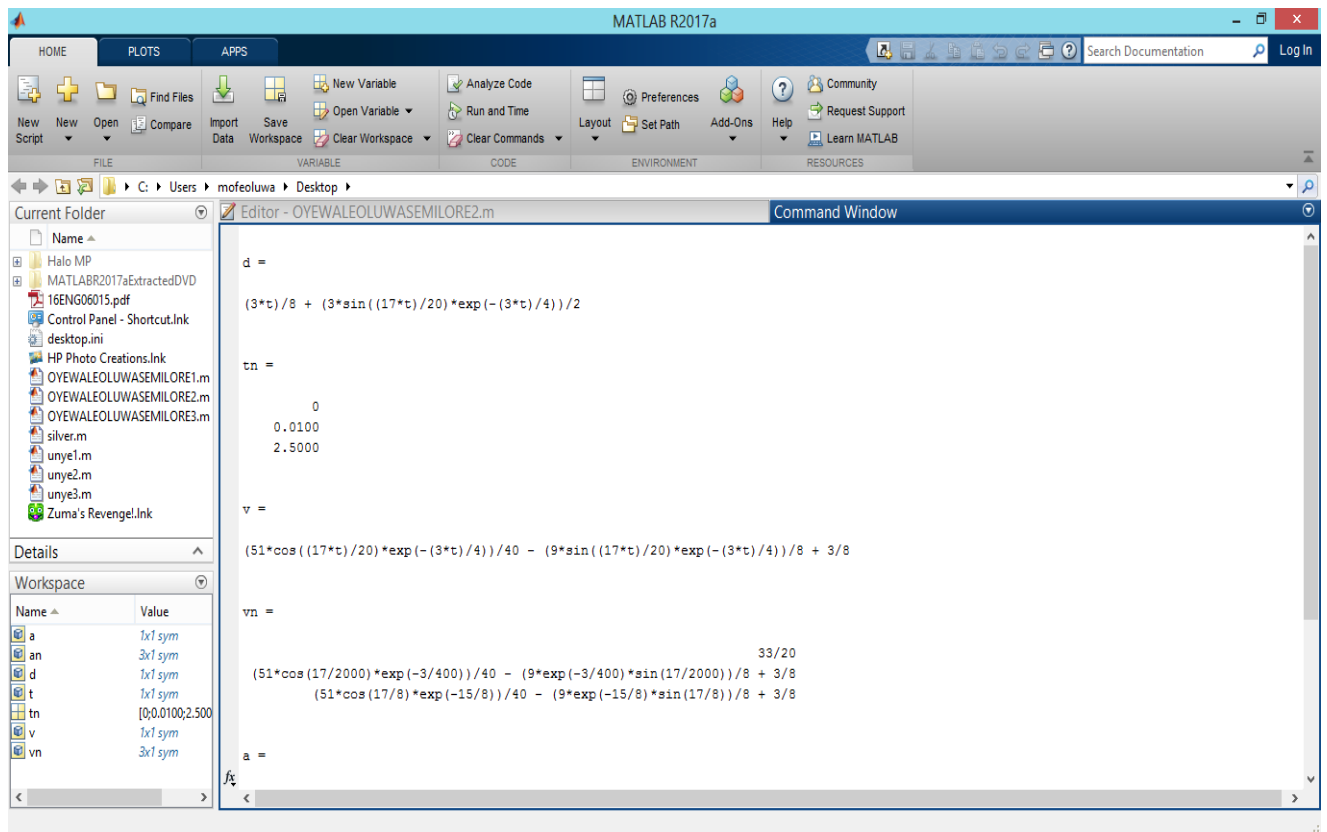 MATLAB R2017a
HOME PLOTS APPS
Search Documentation Log In
New Script
New
Open
Find Files
Compare
FILE
Import Data
Save Workspace
New Variable
Open Variable
Clear Workspace
VARIABLE
Analyze Code
Run and Time
Clear Commands
CODE
Layout
Preferences
Set Path
Add-Ons
ENVIRONMENT
Help
Community
Request Support
Learn MATLAB
RESOURCES
C: Users mofeoluwa Desktop
Current Folder
Name
Halo MP
MATLABR2017aExtractedDVD
16ENG06015.pdf
Control Panel - Shortcut.lnk
desktop.ini
HP Photo Creations.lnk
OYEWALEOLUWASEMILORE1.m
OYEWALEOLUWASEMILORE2.m
OYEWALEOLUWASEMILORE3.m
silver.m
unye1.m
unye2.m
unye3.m
Zuma's Revenge!.lnk
Details
Workspace
Name Value
a 1x1 sym
an 3x1 sym
d 1x1 sym
t 1x1 sym
tn [0;0.0100;2.500
v 1x1 sym
vn 3x1 sym
Editor - OYEWALEOLUWASEMILORE2.m
Command Window
d =
(3*t)/8 + (3*sin((17*t)/20)*exp(-(3*t)/4))/2
tn =
0
0.0100
2.5000
v =
(51*cos((17*t)/20)*exp(-(3*t)/4))/40 - (9*sin((17*t)/20)*exp(-(3*t)/4))/8 + 3/8
vn =
33/20
(51*cos(17/2000)*exp(-3/400))/40 - (9*exp(-3/400)*sin(17/2000))/8 + 3/8
(51*cos(17/8)*exp(-15/8))/40 - (9*exp(-15/8)*sin(17/8))/8 + 3/8
a =
fx